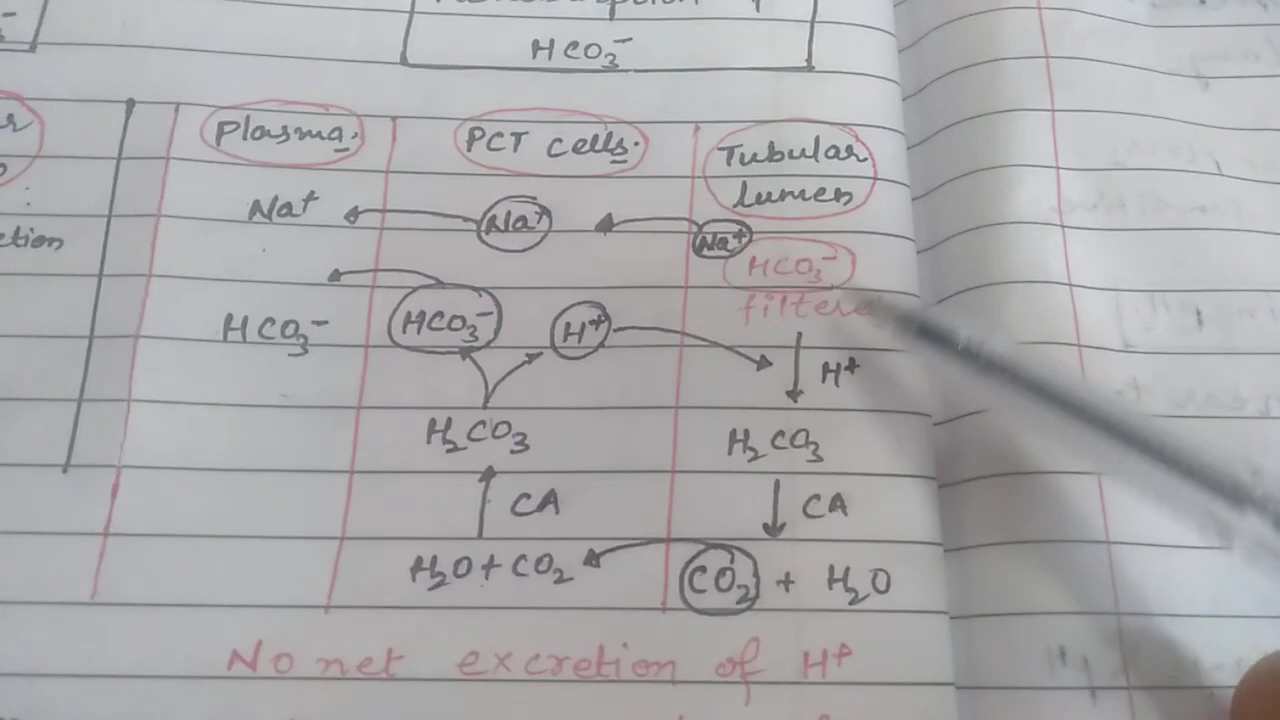 HCO₃⁻
Plasma.
PCT cells.
Tubular
lumen
Na⁺
Na⁺
Na⁺
HCO₃⁻
filtere
HCO₃⁻
HCO₃⁻
H⁺
H⁺
H₂CO₃
H₂CO₃
CA
CA
H₂O + CO₂
CO₂ + H₂O
No net excretion of H⁺